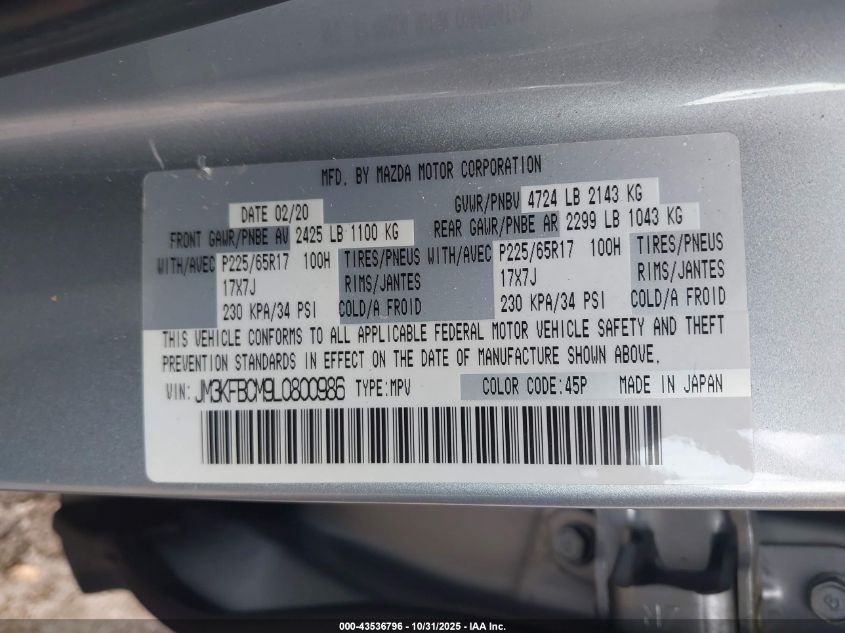 MFD. BY MAZDA MOTOR CORPORATION
DATE 02/20 GVWR/PNBV 4724 LB 2143 KG
FRONT GAWR/PNBE AV 2425 LB 1100 KG REAR GAWR/PNBE AR 2299 LB 1043 KG
WITH/AVEC P225/65R17 100H TIRES/PNEUS WITH/AVEC P225/65R17 100H TIRES/PNEUS
17X7J RIMS/JANTES 17X7J RIMS/JANTES
230 KPA/34 PSI COLD/A FROID 230 KPA/34 PSI COLD/A FROID
THIS VEHICLE CONFORMS TO ALL APPLICABLE FEDERAL MOTOR VEHICLE SAFETY AND THEFT
PREVENTION STANDARDS IN EFFECT ON THE DATE OF MANUFACTURE SHOWN ABOVE.
VIN: JM3KFBCM9L0800986 TYPE:MPV COLOR CODE:45P MADE IN JAPAN
000-43536796 - 10/31/2025 - IAA Inc.